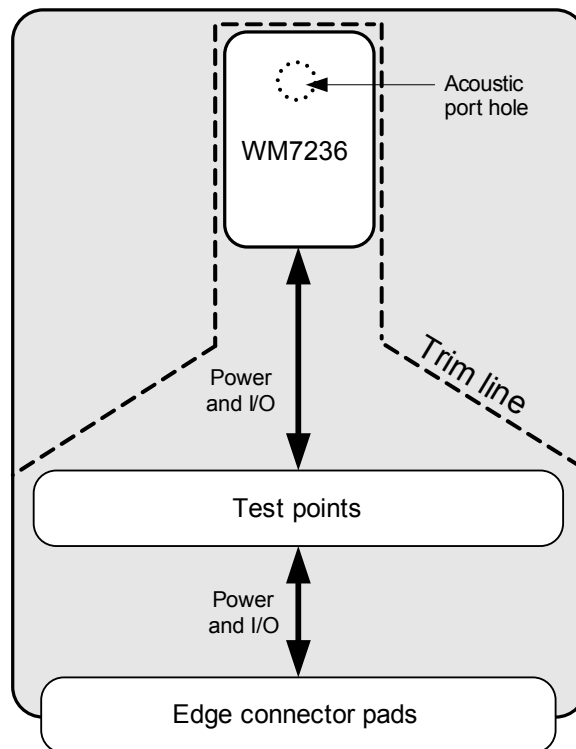 Acoustic
port hole
WM7236
Trim line
Power
and I/O
Test points
Power
and I/O
Edge connector pads